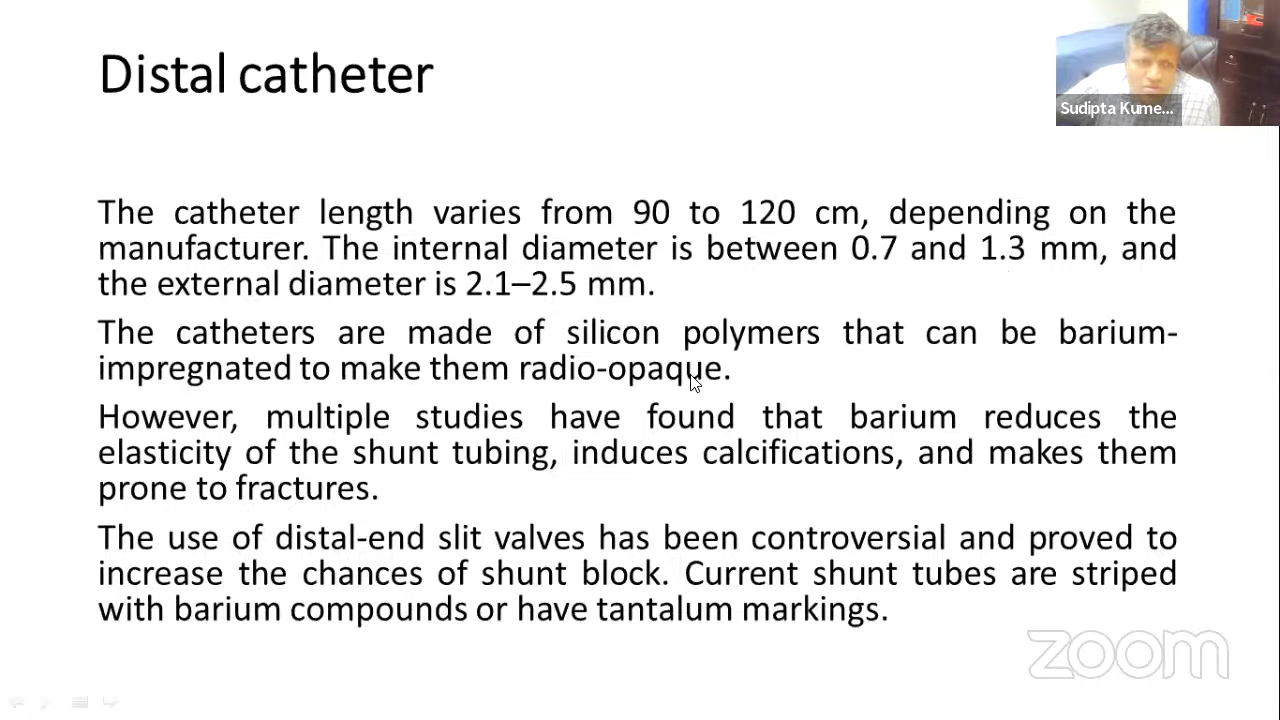 Distal catheter
Sudipta Kume...
The catheter length varies from 90 to 120 cm, depending on the
manufacturer. The internal diameter is between 0.7 and 1.3 mm, and
the external diameter is 2.1–2.5 mm.
The catheters are made of silicon polymers that can be barium-
impregnated to make them radio-opaque.
However, multiple studies have found that barium reduces the
elasticity of the shunt tubing, induces calcifications, and makes them
prone to fractures.
The use of distal-end slit valves has been controversial and proved to
increase the chances of shunt block. Current shunt tubes are striped
with barium compounds or have tantalum markings.
zoom